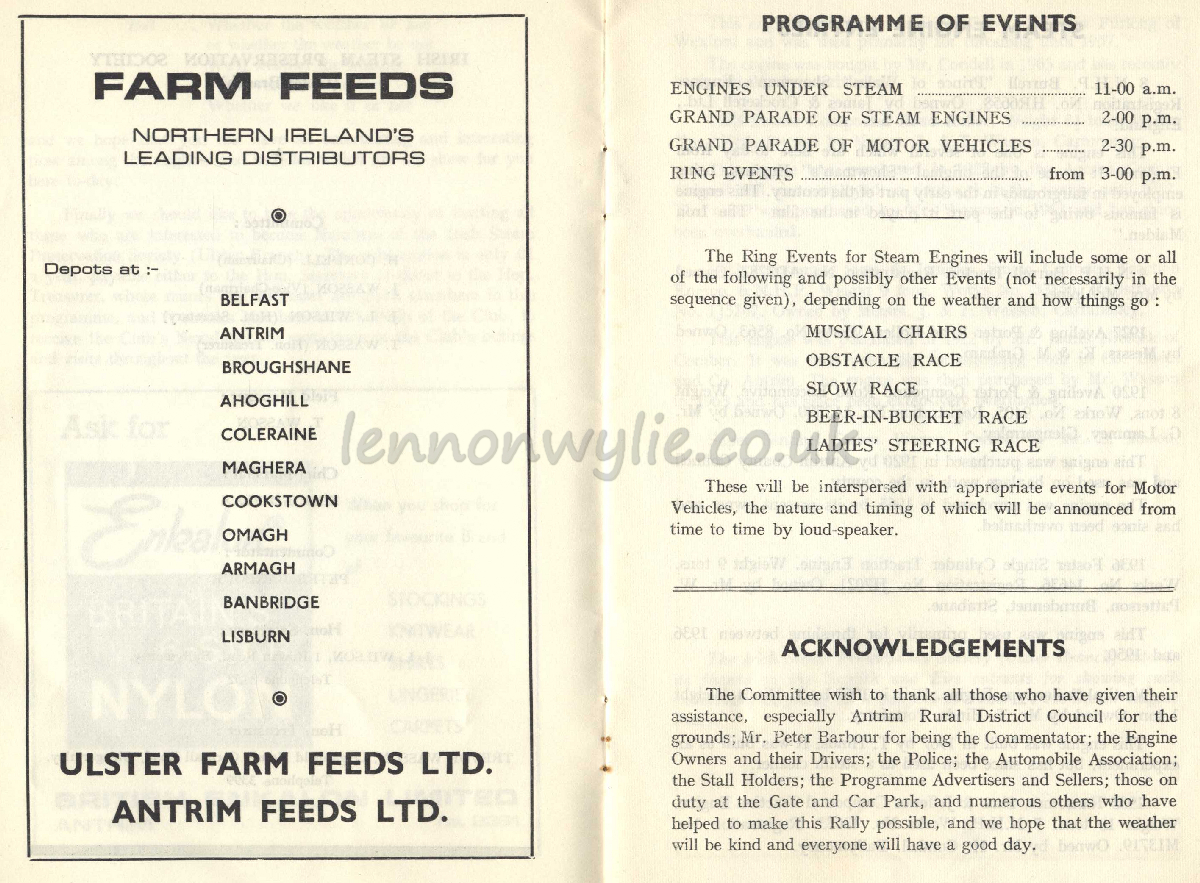 FARM FEEDS
NORTHERN IRELAND'S
LEADING DISTRIBUTORS
Depots at :-
BELFAST
ANTRIM
BROUGHSHANE
AHOGHILL
COLERAINE
MAGHERA
COOKSTOWN
OMAGH
ARMAGH
BANBRIDGE
LISBURN
ULSTER FARM FEEDS LTD.
ANTRIM FEEDS LTD.
PROGRAMME OF EVENTS
ENGINES UNDER STEAM .......... 11-00 a.m.
GRAND PARADE OF STEAM ENGINES .......... 2-00 p.m.
GRAND PARADE OF MOTOR VEHICLES .......... 2-30 p.m.
RING EVENTS .......... from 3-00 p.m.
The Ring Events for Steam Engines will include some or all
of the following and possibly other Events (not necessarily in the
sequence given), depending on the weather and how things go :
MUSICAL CHAIRS
OBSTACLE RACE
SLOW RACE
BEER-IN-BUCKET RACE
LADIES' STEERING RACE
These will be interspersed with appropriate events for Motor
Vehicles, the nature and timing of which will be announced from
time to time by loud-speaker.
ACKNOWLEDGEMENTS
The Committee wish to thank all those who have given their
assistance, especially Antrim Rural District Council for the
grounds; Mr. Peter Barbour for being the Commentator; the Engine
Owners and their Drivers; the Police; the Automobile Association;
the Stall Holders; the Programme Advertisers and Sellers; those on
duty at the Gate and Car Park, and numerous others who have
helped to make this Rally possible, and we hope that the weather
will be kind and everyone will have a good day.
lennonwylie.co.uk